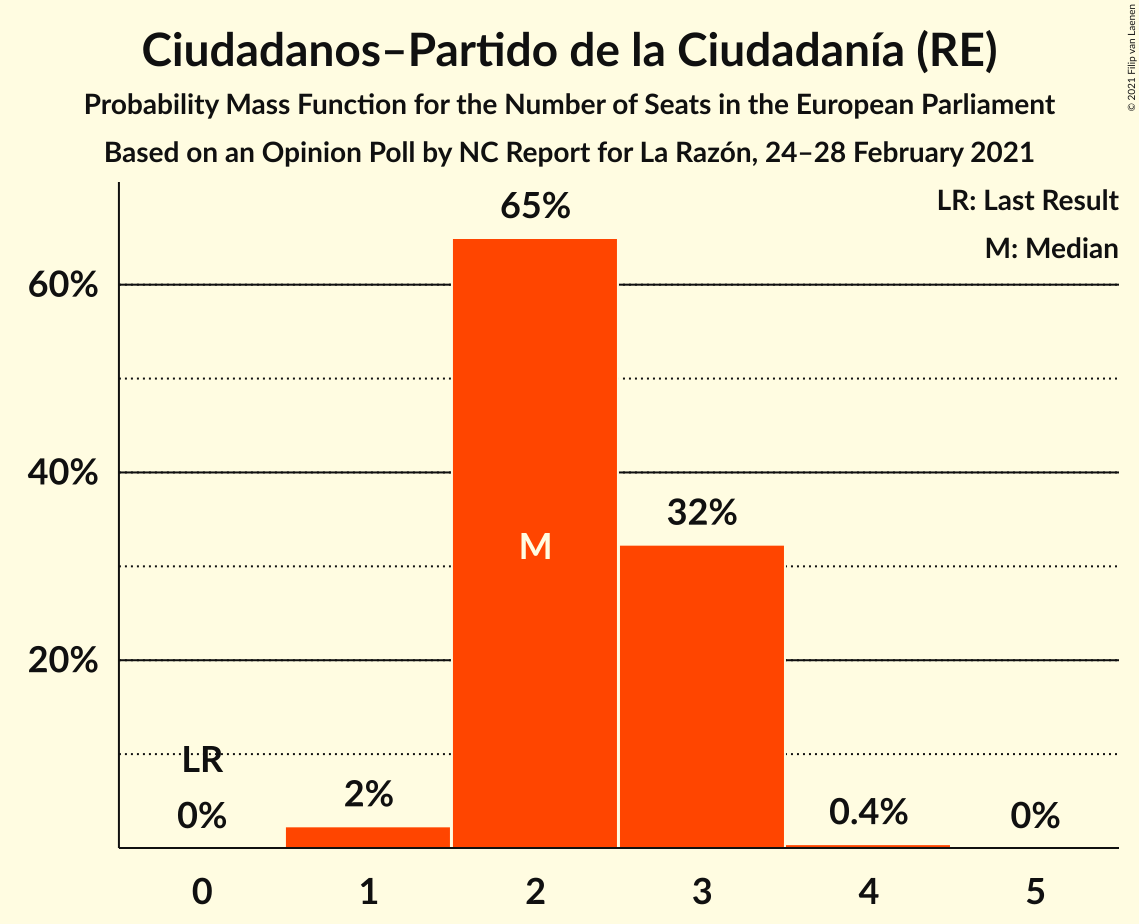 Ciudadanos–Partido de la Ciudadanía (RE)
Probability Mass Function for the Number of Seats in the European Parliament
Based on an Opinion Poll by NC Report for La Razón, 24–28 February 2021
© 2021 Filip van Laenen
LR: Last Result
M: Median
65%
60%
40%
32%
M
20%
LR
0%
2%
0.4%
0%
0 1 2 3 4 5